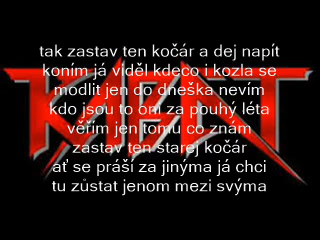 tak zastav ten kočár a dej napít
koním já viděl kdeco i kozla se
modlit jen do dneška nevím
kdo jsou to om za pouhý léta
věřím jen tomu co znám
zastav ten starej kočár
ať se práší za jinýma já chci
tu zůstat jenom mezi svýma